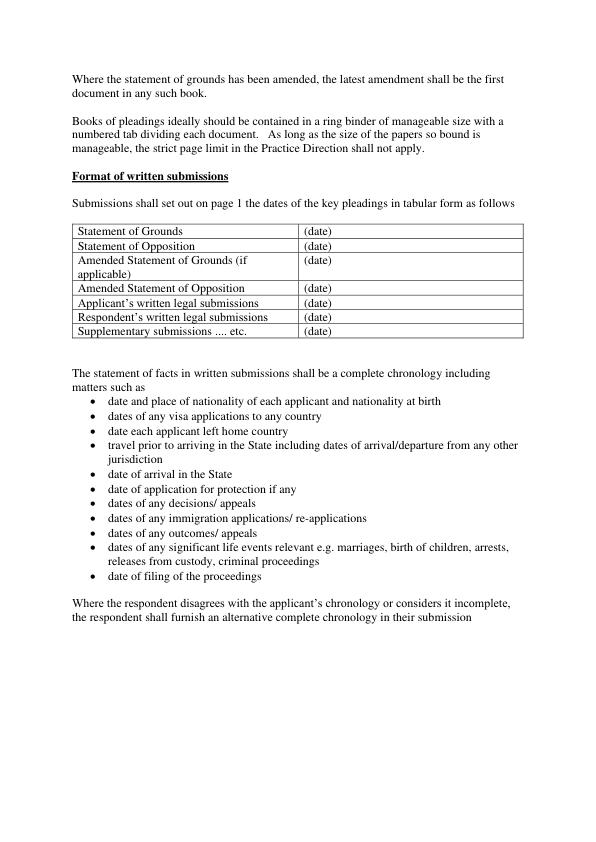 Where the statement of grounds has been amended, the latest amendment shall be the first
document in any such book.
Books of pleadings ideally should be contained in a ring binder of manageable size with a
numbered tab dividing each document.   As long as the size of the papers so bound is
manageable, the strict page limit in the Practice Direction shall not apply.
Format of written submissions
Submissions shall set out on page 1 the dates of the key pleadings in tabular form as follows
Statement of Grounds (date)
Statement of Opposition (date)
Amended Statement of Grounds (if (date)
applicable)
Amended Statement of Opposition (date)
Applicant's written legal submissions (date)
Respondent's written legal submissions (date)
Supplementary submissions .... etc. (date)
The statement of facts in written submissions shall be a complete chronology including
matters such as
• date and place of nationality of each applicant and nationality at birth
• dates of any visa applications to any country
• date each applicant left home country
• travel prior to arriving in the State including dates of arrival/departure from any other
jurisdiction
• date of arrival in the State
• date of application for protection if any
• dates of any decisions/ appeals
• dates of any immigration applications/ re-applications
• dates of any outcomes/ appeals
• dates of any significant life events relevant e.g. marriages, birth of children, arrests,
releases from custody, criminal proceedings
• date of filing of the proceedings
Where the respondent disagrees with the applicant's chronology or considers it incomplete,
the respondent shall furnish an alternative complete chronology in their submission